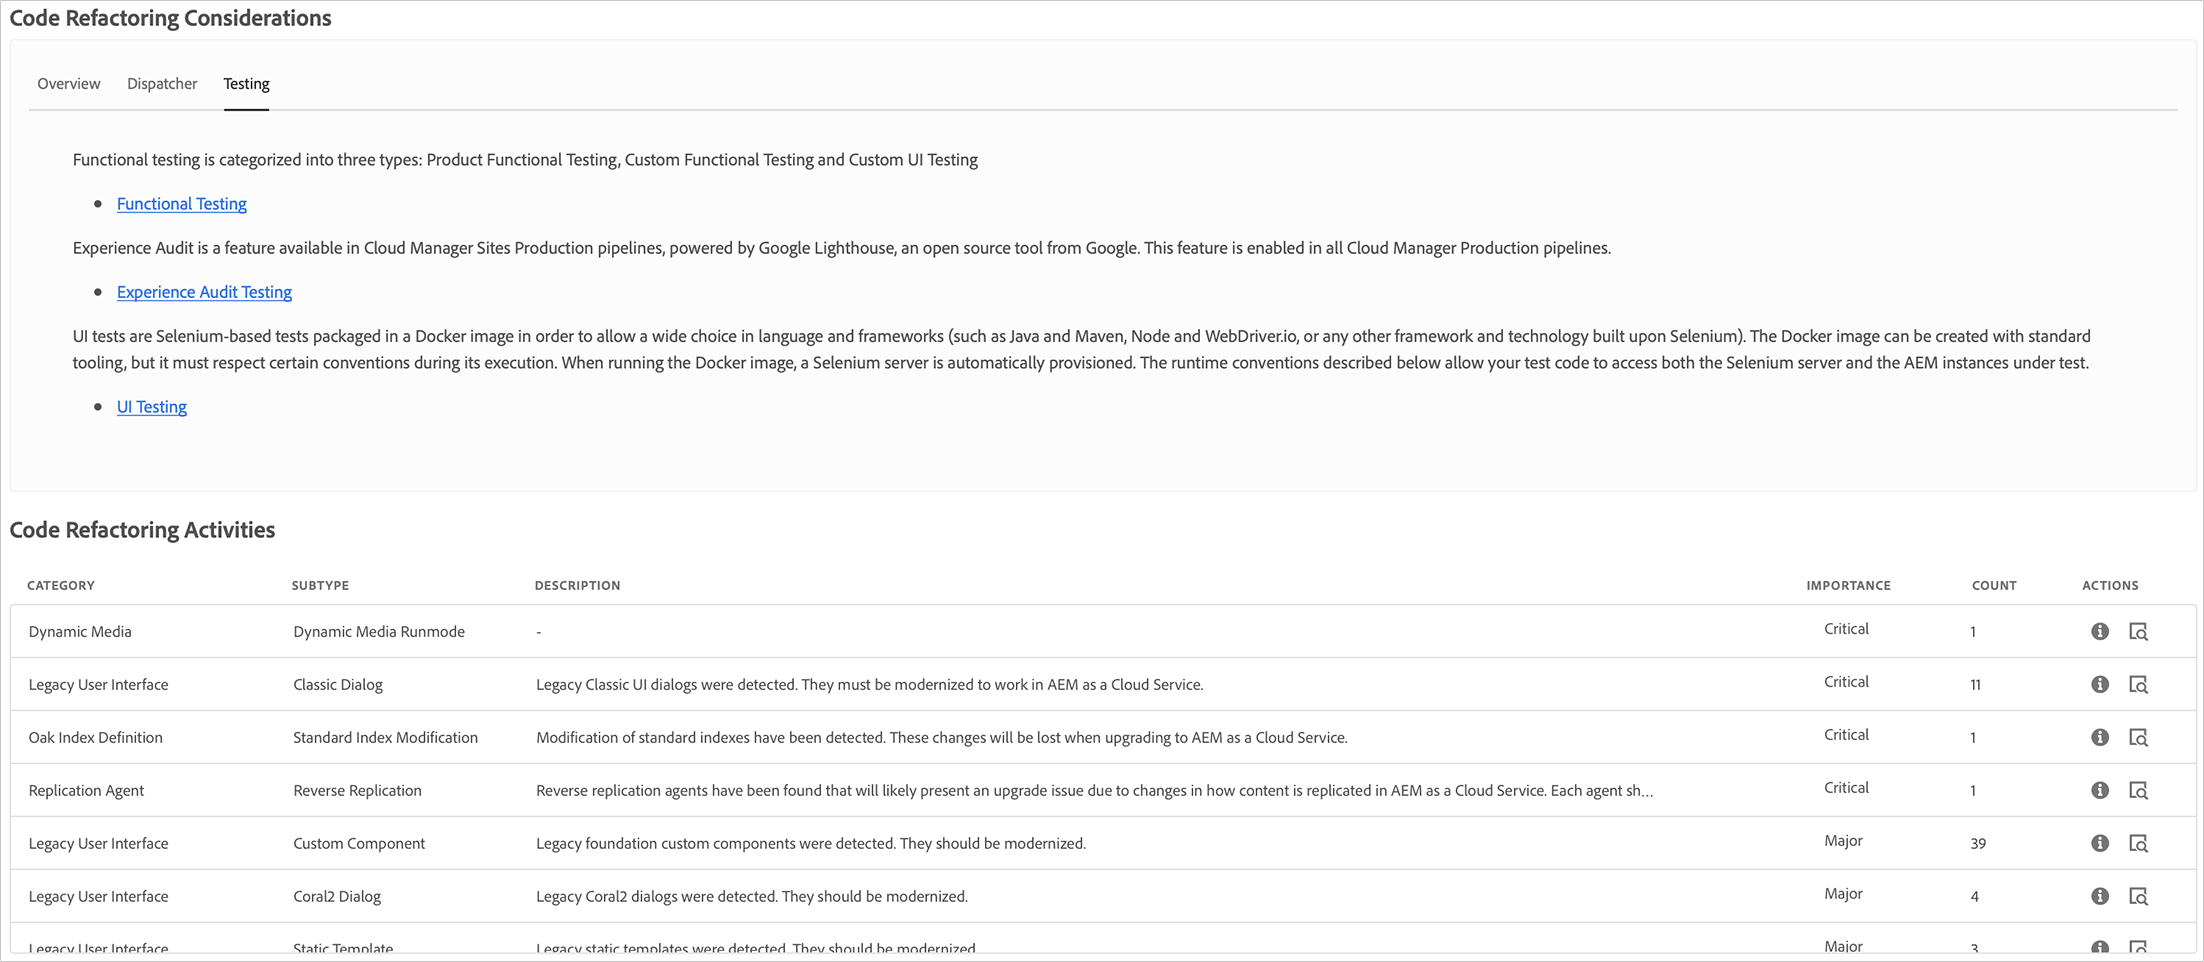 Code Refactoring Considerations
Overview Dispatcher Testing
Functional testing is categorized into three types: Product Functional Testing, Custom Functional Testing and Custom UI Testing
Functional Testing
Experience Audit is a feature available in Cloud Manager Sites Production pipelines, powered by Google Lighthouse, an open source tool from Google. This feature is enabled in all Cloud Manager Production pipelines.
Experience Audit Testing
UI tests are Selenium-based tests packaged in a Docker image in order to allow a wide choice in language and frameworks (such as Java and Maven, Node and WebDriver.io, or any other framework and technology built upon Selenium). The Docker image can be created with standard
tooling, but it must respect certain conventions during its execution. When running the Docker image, a Selenium server is automatically provisioned. The runtime conventions described below allow your test code to access both the Selenium server and the AEM instances under test.
UI Testing
Code Refactoring Activities
CATEGORY SUBTYPE DESCRIPTION IMPORTANCE COUNT ACTIONS
Dynamic Media Dynamic Media Runmode - Critical 1
Legacy User Interface Classic Dialog Legacy Classic UI dialogs were detected. They must be modernized to work in AEM as a Cloud Service. Critical 11
Oak Index Definition Standard Index Modification Modification of standard indexes have been detected. These changes will be lost when upgrading to AEM as a Cloud Service. Critical 1
Replication Agent Reverse Replication Reverse replication agents have been found that will likely present an upgrade issue due to changes in how content is replicated in AEM as a Cloud Service. Each agent sh... Critical 1
Legacy User Interface Custom Component Legacy foundation custom components were detected. They should be modernized. Major 39
Legacy User Interface Coral2 Dialog Legacy Coral2 dialogs were detected. They should be modernized. Major 4
Legacy User Interface Static Template Legacy static templates were detected. They should be modernized. Major 3